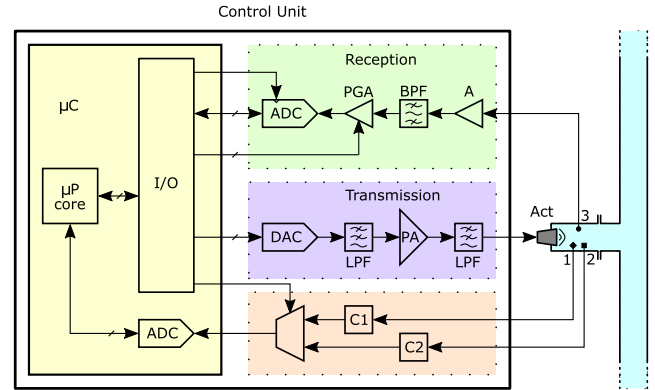 Control Unit
Reception
μC
PGA
BPF
A
ADC
I/O
μP
core
Transmission
Act
3
DAC
PA
LPF
LPF
1
2
C1
ADC
C2